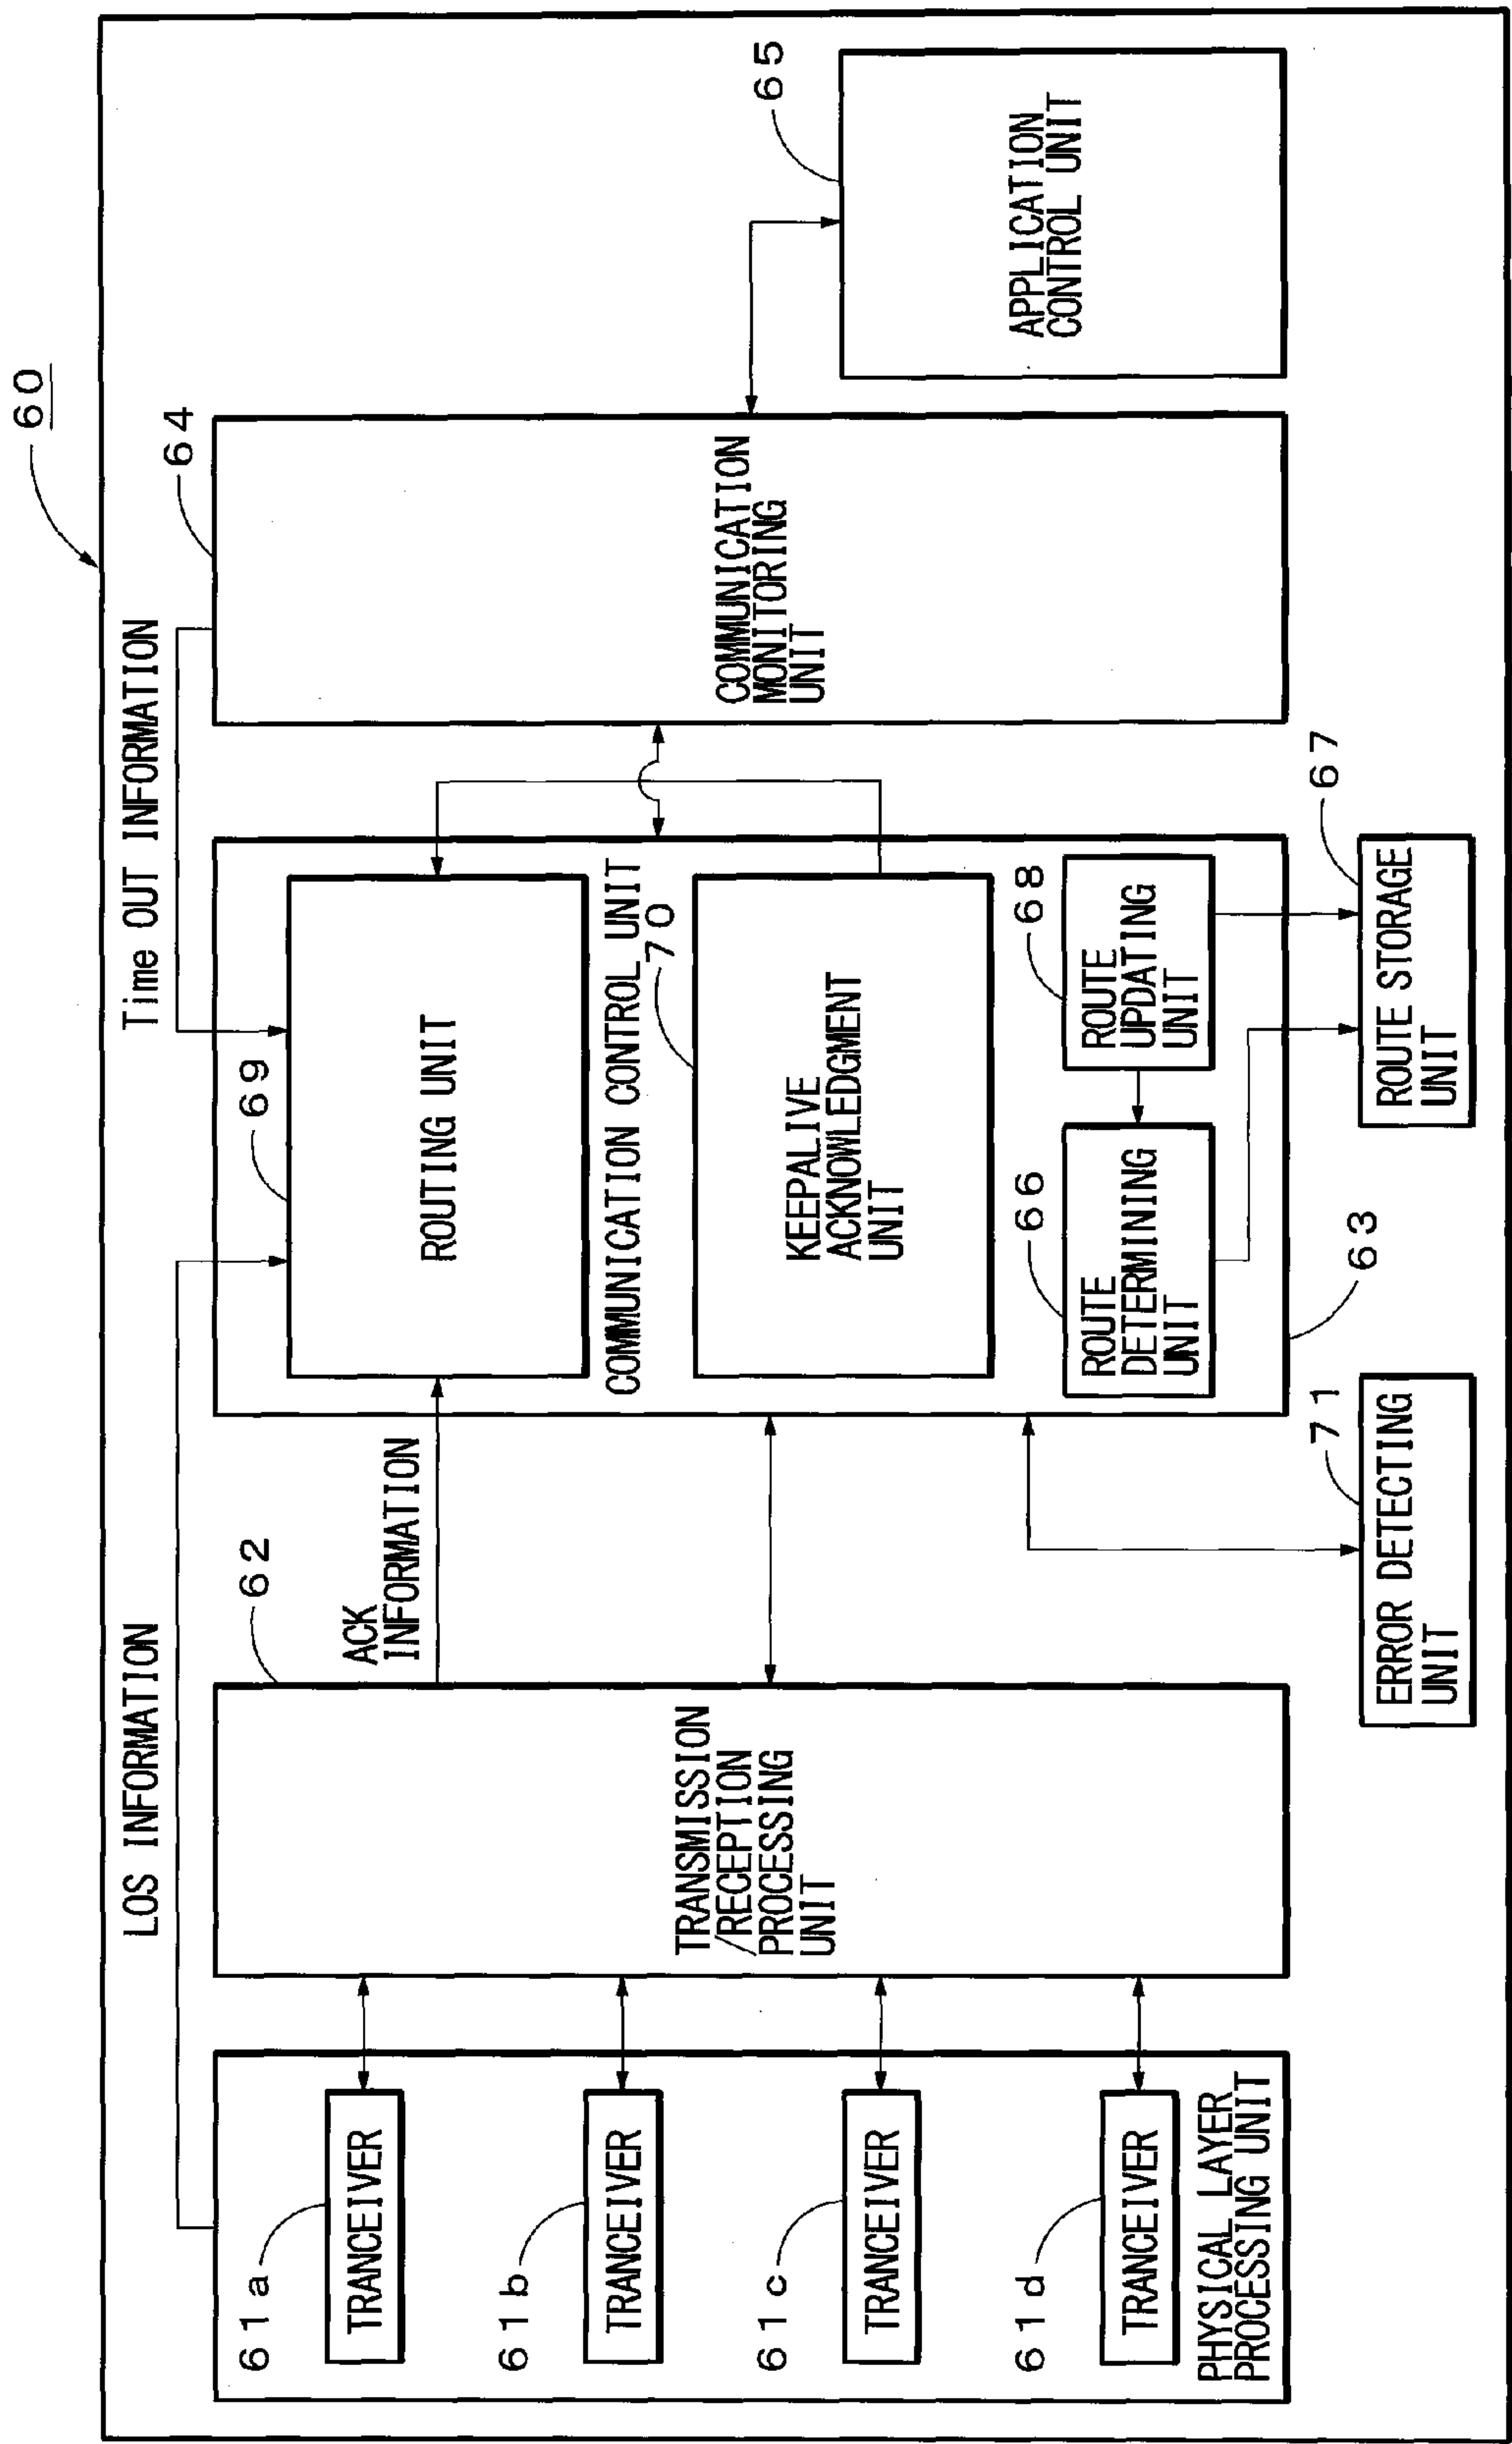 60
LOS INFORMATION
Time OUT INFORMATION
61a
TRANCEIVER
61b
TRANCEIVER
61c
TRANCEIVER
61d
TRANCEIVER
PHYSICAL LAYER
PROCESSING UNIT
62
TRANSMISSION
/RECEPTION
PROCESSING
UNIT
ACK
INFORMATION
69
ROUTING UNIT
COMMUNICATION CONTROL UNIT
70
KEEPALIVE
ACKNOWLEDGMENT
UNIT
66
ROUTE
DETERMINING
UNIT
68
ROUTE
UPDATING
UNIT
63
64
COMMUNICATION
MONITORING
UNIT
65
APPLICATION
CONTROL UNIT
71
ERROR DETECTING
UNIT
67
ROUTE STORAGE
UNIT